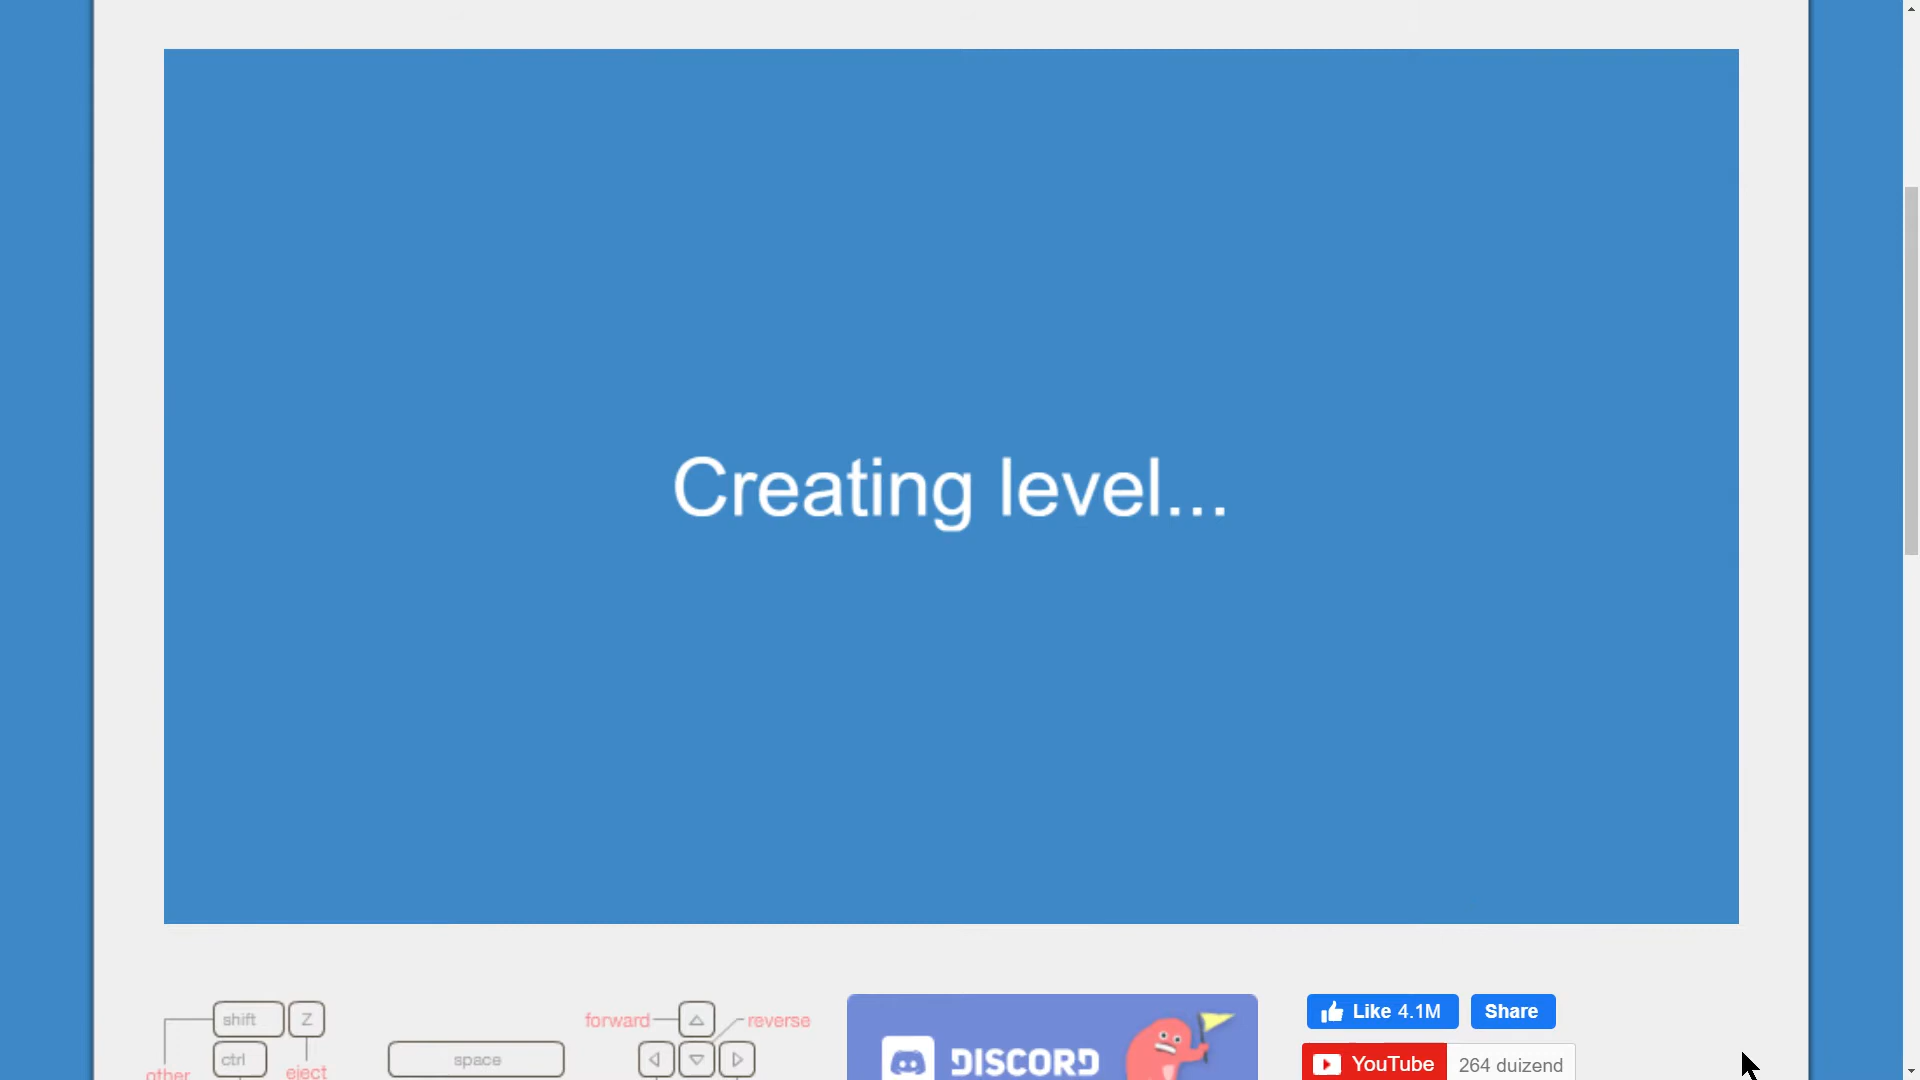 Creating level...
shift Z
forward reverse
Like 4.1M Share
ctrl
space
DISCORD
YouTube 264 duizend
other
eject